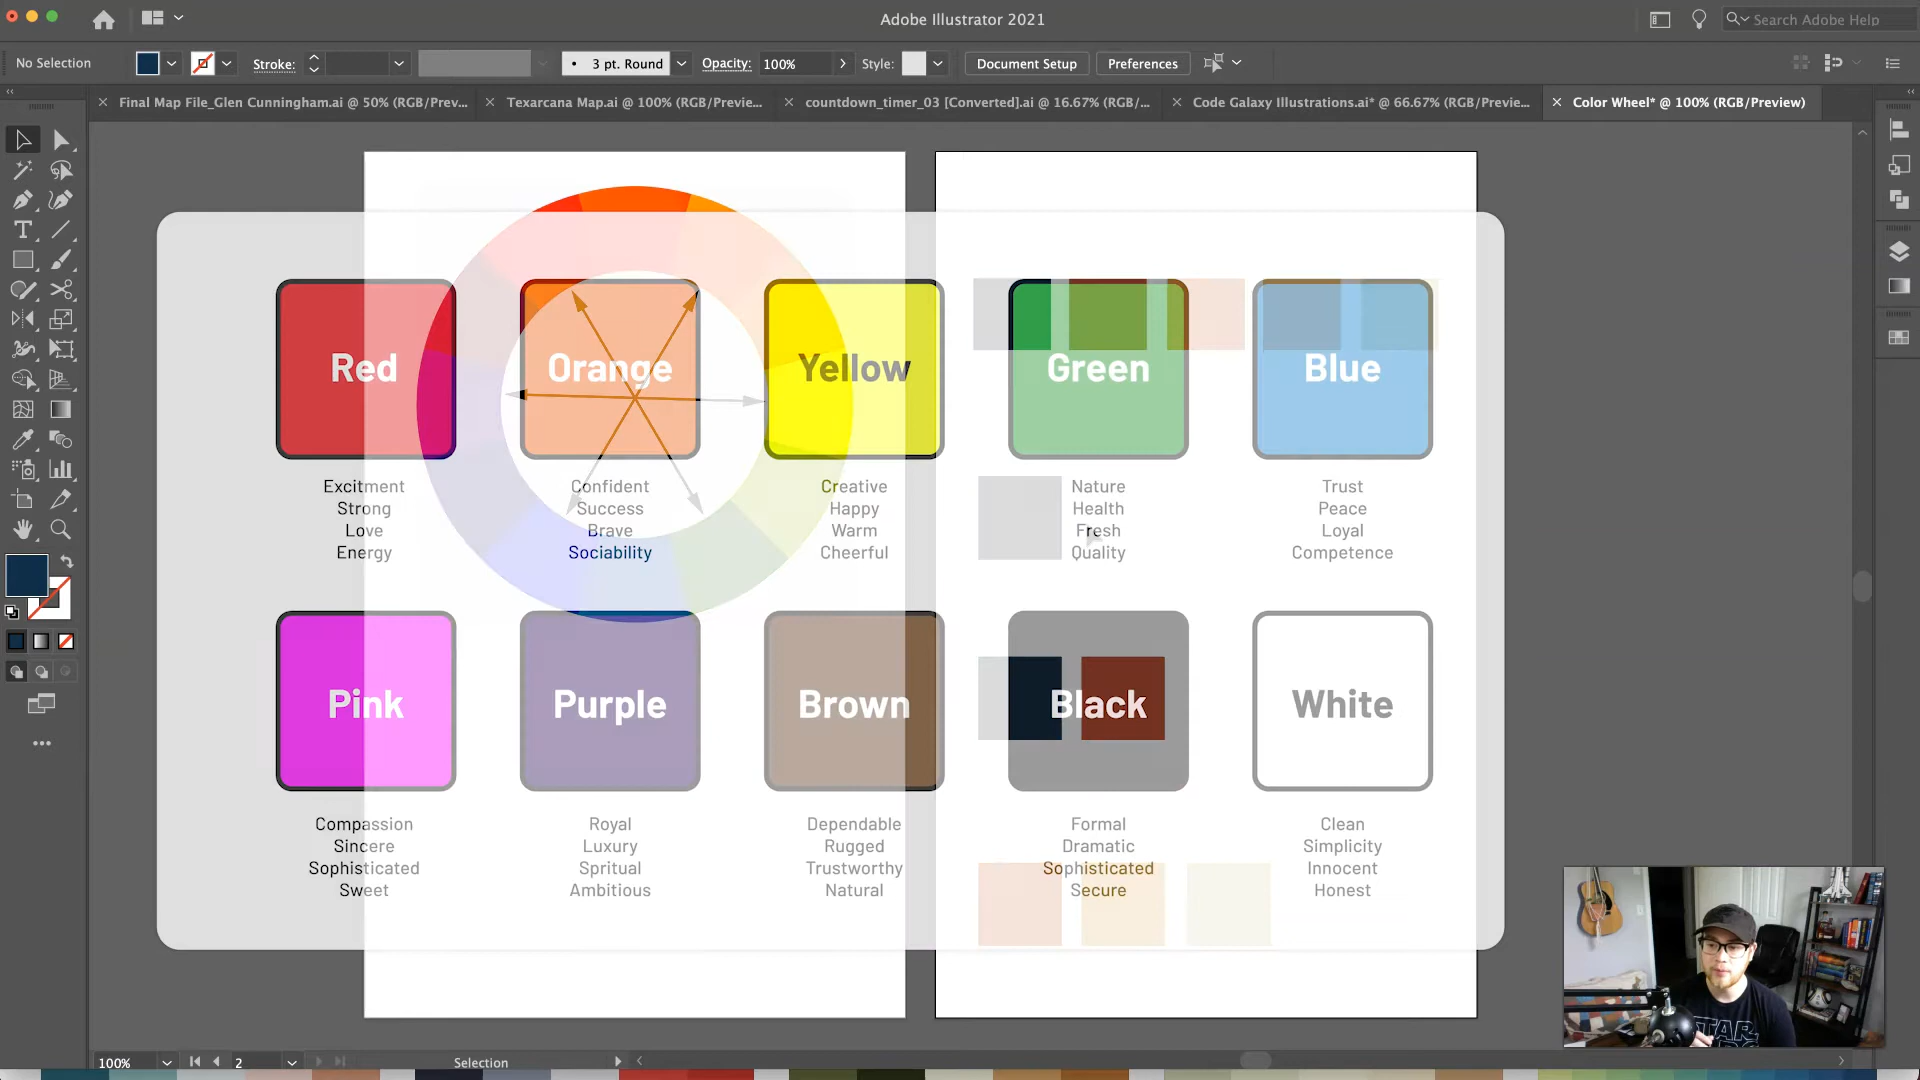 Adobe Illustrator 2021
Search Adobe Help
No Selection
Stroke:
3 pt. Round
Opacity:
100%
Style:
Document Setup
Preferences
Final Map File_Glen Cunningham.ai @ 50% (RGB/Prev...
Texarcana Map.ai @ 100% (RGB/Previe...
countdown_timer_03 [Converted].ai @ 16.67% (RGB/...
Code Galaxy Illustrations.ai* @ 66.67% (RGB/Previe...
Color Wheel* @ 100% (RGB/Preview)
Red
Orange
Yellow
Green
Blue
Excitment
Strong
Love
Energy
Confident
Success
Brave
Sociability
Creative
Happy
Warm
Cheerful
Nature
Health
Fresh
Quality
Trust
Peace
Loyal
Competence
Pink
Purple
Brown
Black
White
Compassion
Sincere
Sophisticated
Sweet
Royal
Luxury
Spritual
Ambitious
Dependable
Rugged
Trustworthy
Natural
Formal
Dramatic
Sophisticated
Secure
Clean
Simplicity
Innocent
Honest
STAR
100%
2
Selection